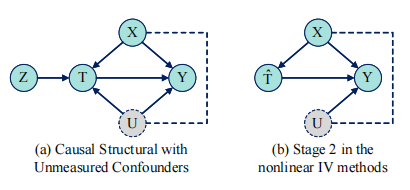 X
X
Z
T
Y
T̂
Y
U
U
(a) Causal Structural with
Unmeasured Confounders
(b) Stage 2 in the
nonlinear IV methods